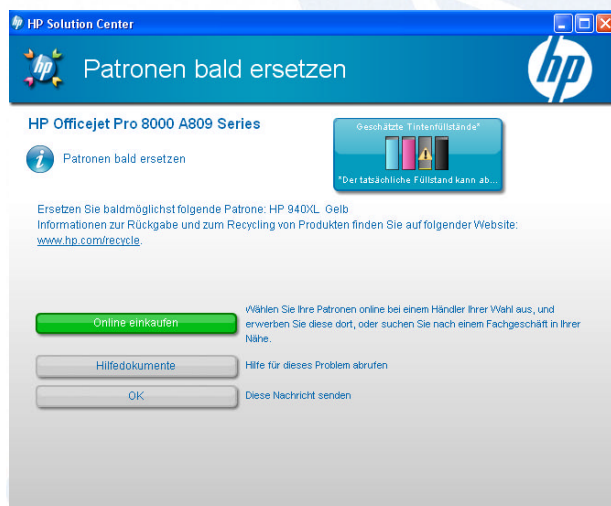 HP Solution Center
hp
Patronen bald ersetzen
hp
HP Officejet Pro 8000 A809 Series
Patronen bald ersetzen
Geschätzte Tintenfüllstände*
*Der tatsächliche Füllstand kann ab...
Ersetzen Sie baldmöglichst folgende Patrone: HP 940XL Gelb
Informationen zur Rückgabe und zum Recycling von Produkten finden Sie auf folgender Website:
www.hp.com/recycle.
Online einkaufen
Wählen Sie Ihre Patronen online bei einem Händler Ihrer Wahl aus, und
erwerben Sie diese dort, oder suchen Sie nach einem Fachgeschäft in Ihrer
Nähe.
Hilfedokumente
Hilfe für dieses Problem abrufen
OK
Diese Nachricht senden